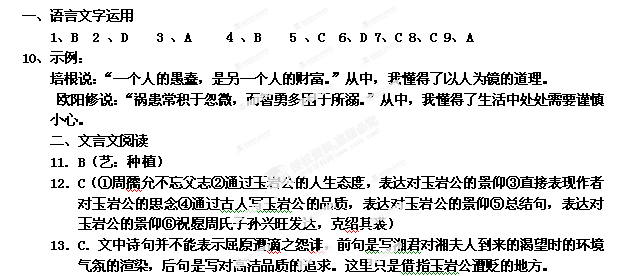 一、语言文字运用
1、B 2、D 3、A 4、B 5、C 6、D 7、C 8、C 9、A
10、示例:
培根说:“一个人的愚蠢,是另一个人的财富。”从中,我懂得了以人为镜的道理。
欧阳修说:“祸患常积于忽微,而智勇多困于所溺。”从中,我懂得了生活中处处需要谨慎
小心。
二、文言文阅读
11. B(艺:种植)
12. C(①周孺允不忘父志②通过玉岩公的人生态度,表达对玉岩公的景仰③直接表现作者
对玉岩公的思念④通过古人写玉岩公的品质,表达对玉岩公的景仰⑤总结句,表达对
玉岩公的景仰⑥祝愿周氏子孙兴旺发达,克绍其裘)
13. C. 文中诗句并不能表示屈原遭谪之怨诽,前句是写湘君对湘夫人到来的渴望时的环境
气氛的渲染,后句是写对高洁品质的追求。这里只是借指玉岩公遭贬的地方。